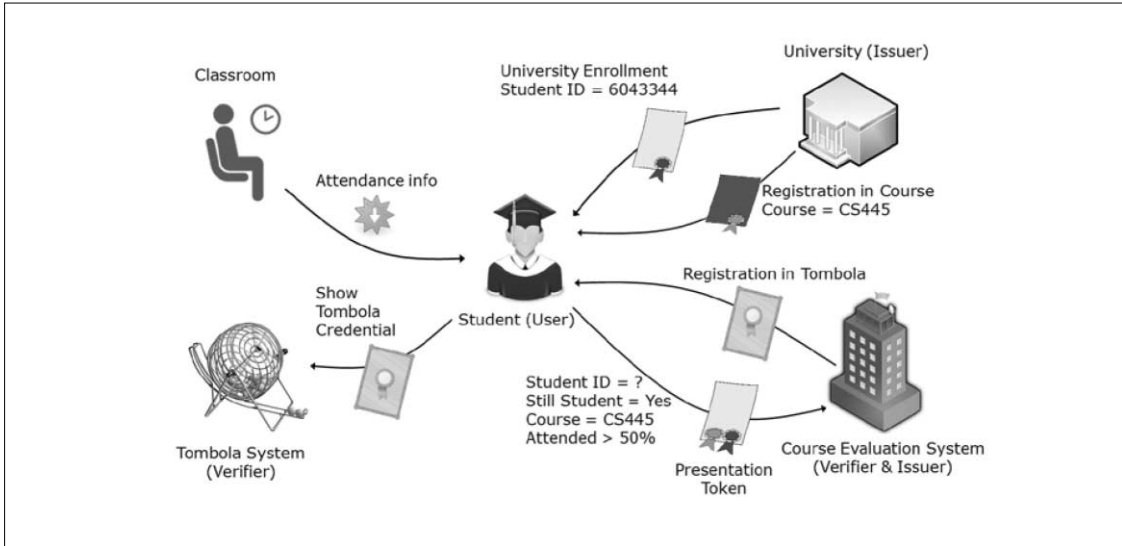 Classroom
Attendance info
University Enrollment
Student ID = 6043344
University (Issuer)
Registration in Course
Course = CS445
Student (User)
Registration in Tombola
Show
Tombola
Credential
Tombola System
(Verifier)
Student ID = ?
Still Student = Yes
Course = CS445
Attended > 50%
Presentation
Token
Course Evaluation System
(Verifier & Issuer)